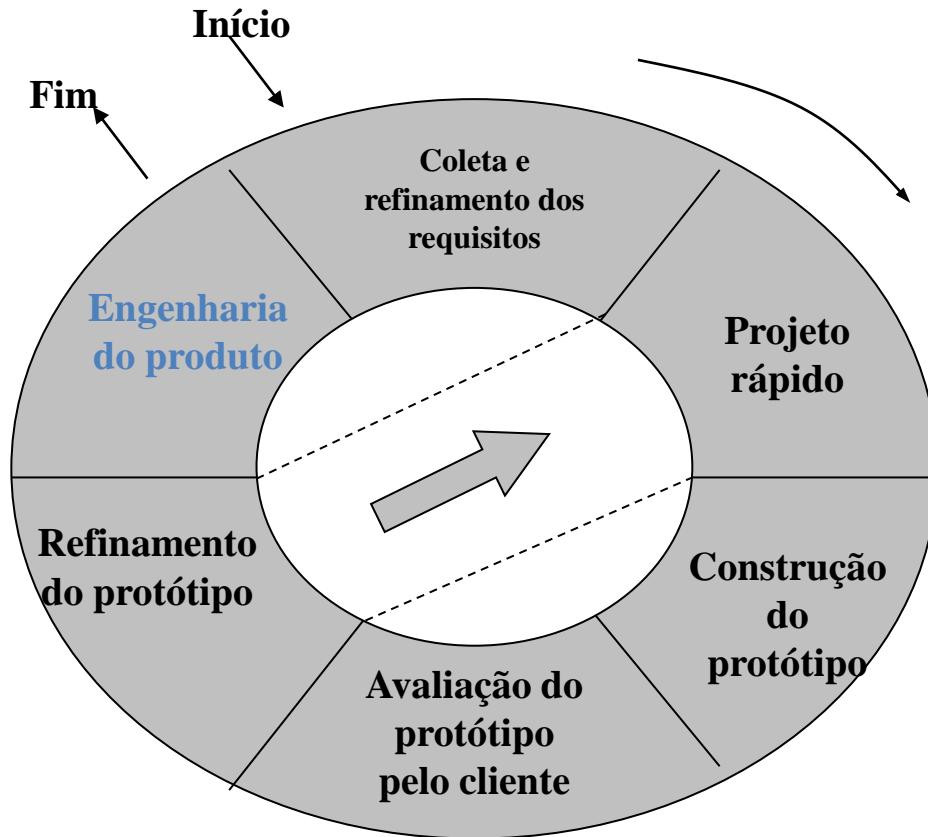 Início
Fim
Coleta e
refinamento dos
requisitos
Projeto
rápido
Construção
do
protótipo
Avaliação do
protótipo
pelo cliente
Refinamento
do protótipo
Engenharia
do produto